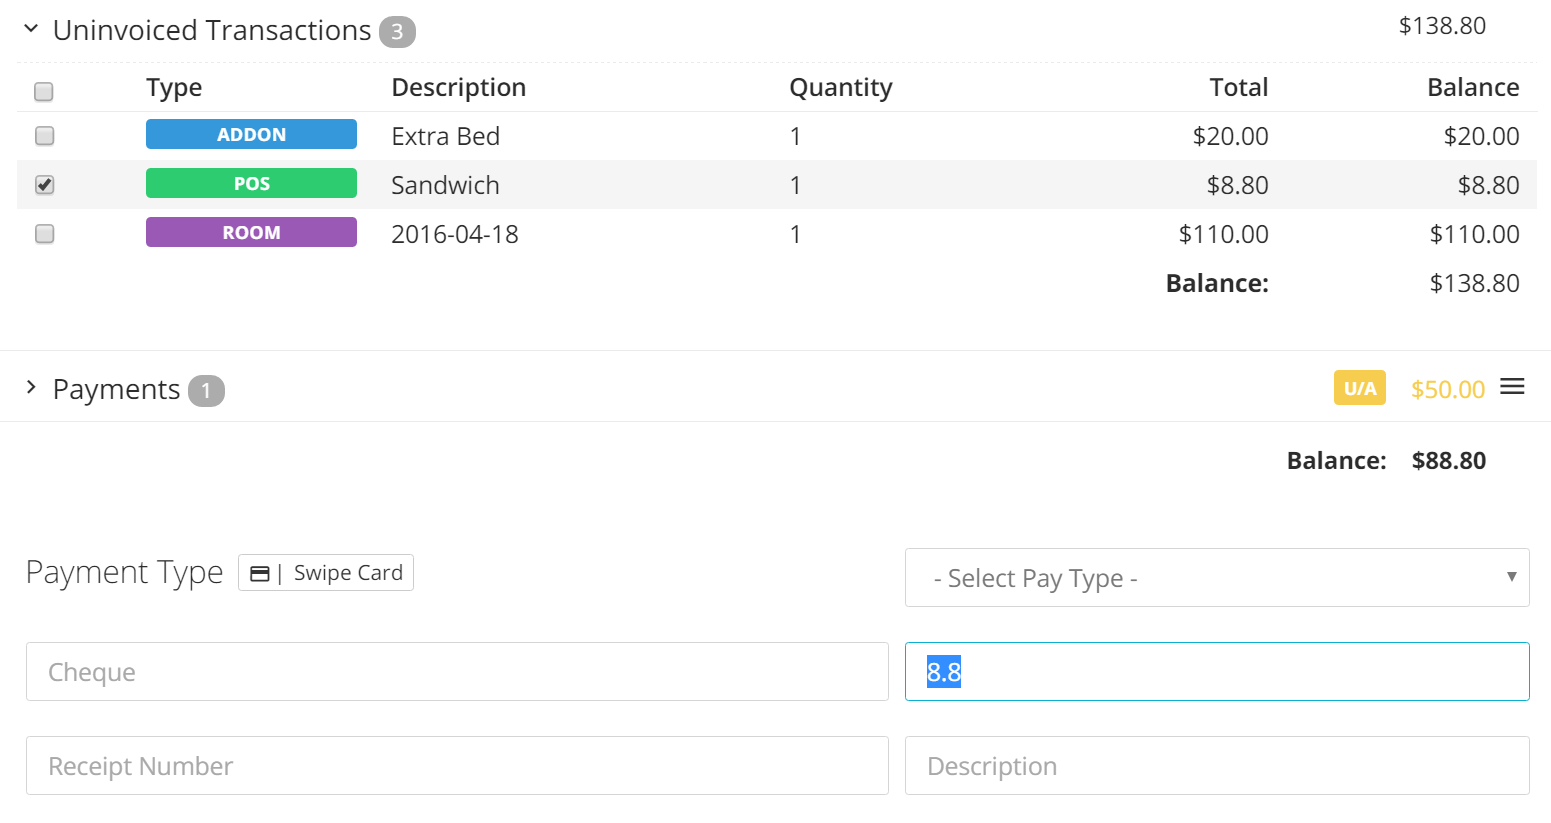 Uninvoiced Transactions 3 $138.80
Type Description Quantity Total Balance
ADDON Extra Bed 1 $20.00 $20.00
POS Sandwich 1 $8.80 $8.80
ROOM 2016-04-18 1 $110.00 $110.00
Balance: $138.80
Payments 1 U/A $50.00
Balance: $88.80
Payment Type | Swipe Card - Select Pay Type -
Cheque 8.8
Receipt Number Description